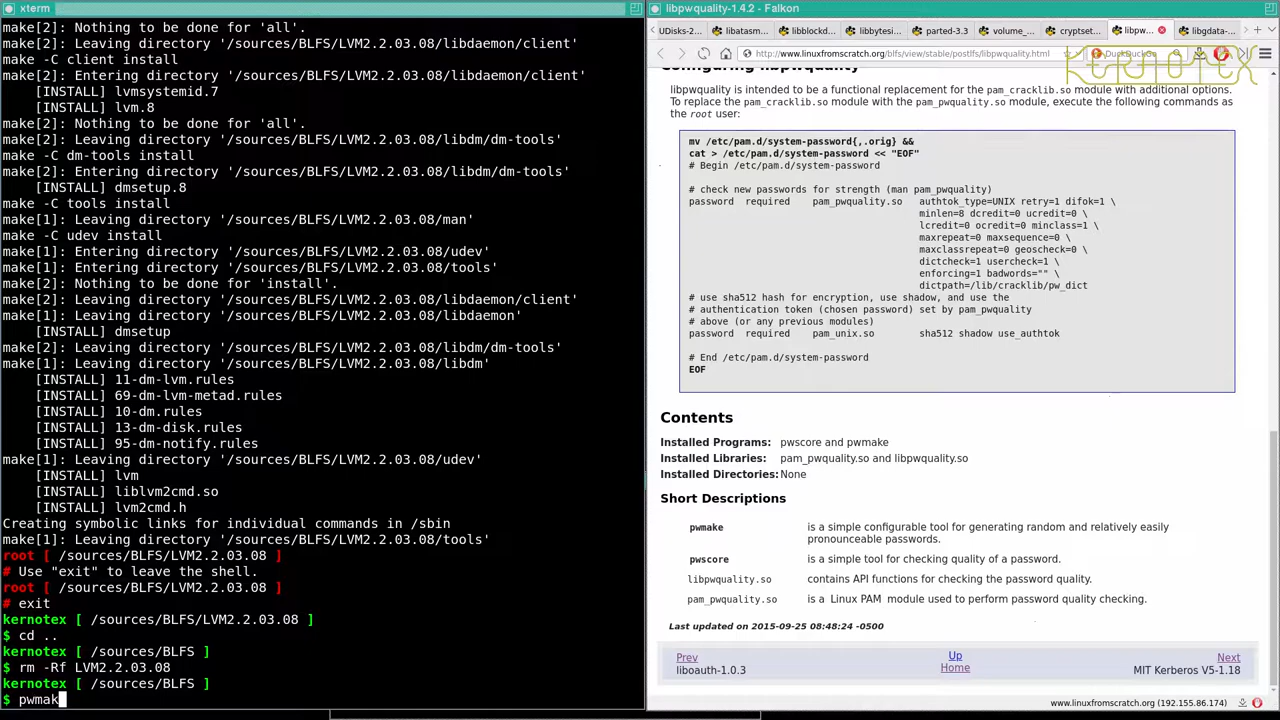 xterm
make[2]: Nothing to be done for 'all'.
make[2]: Leaving directory '/sources/BLFS/LVM2.2.03.08/libdaemon/client'
make -C client install
make[2]: Entering directory '/sources/BLFS/LVM2.2.03.08/libdaemon/client'
[INSTALL] lvmsystemid.7
[INSTALL] lvm.8
make[2]: Nothing to be done for 'all'.
make[2]: Leaving directory '/sources/BLFS/LVM2.2.03.08/libdm/dm-tools'
make -C dm-tools install
make[2]: Entering directory '/sources/BLFS/LVM2.2.03.08/libdm/dm-tools'
[INSTALL] dmsetup.8
make -C tools install
make[1]: Leaving directory '/sources/BLFS/LVM2.2.03.08/man'
make -C udev install
make[1]: Entering directory '/sources/BLFS/LVM2.2.03.08/udev'
make[1]: Entering directory '/sources/BLFS/LVM2.2.03.08/tools'
make[2]: Nothing to be done for 'install'.
make[2]: Leaving directory '/sources/BLFS/LVM2.2.03.08/libdaemon/client'
make[1]: Leaving directory '/sources/BLFS/LVM2.2.03.08/libdaemon'
[INSTALL] dmsetup
make[2]: Leaving directory '/sources/BLFS/LVM2.2.03.08/libdm/dm-tools'
make[1]: Leaving directory '/sources/BLFS/LVM2.2.03.08/libdm'
[INSTALL] 11-dm-lvm.rules
[INSTALL] 69-dm-lvm-metad.rules
[INSTALL] 10-dm.rules
[INSTALL] 13-dm-disk.rules
[INSTALL] 95-dm-notify.rules
make[1]: Leaving directory '/sources/BLFS/LVM2.2.03.08/udev'
[INSTALL] lvm
[INSTALL] liblvm2cmd.so
[INSTALL] lvm2cmd.h
Creating symbolic links for individual commands in /sbin
make[1]: Leaving directory '/sources/BLFS/LVM2.2.03.08/tools'
root [ /sources/BLFS/LVM2.2.03.08 ]
# Use "exit" to leave the shell.
root [ /sources/BLFS/LVM2.2.03.08 ]
# exit
kernotex [ /sources/BLFS/LVM2.2.03.08 ]
$ cd ..
kernotex [ /sources/BLFS ]
$ rm -Rf LVM2.2.03.08
kernotex [ /sources/BLFS ]
$ pwmak
libpwquality-1.4.2 - Falkon
UDisks-2 libatasm... libblockd... libbytesi... parted-3.3 volume_... cryptset... libpw... libgdata-...
http://www.linuxfromscratch.org/blfs/view/stable/postlfs/libpwquality.html DuckDuckGo
KERNOTEX
Configuring libpwquality
libpwquality is intended to be a functional replacement for the pam_cracklib.so module with additional options.
To replace the pam_cracklib.so module with the pam_pwquality.so module, execute the following commands as
the root user:
mv /etc/pam.d/system-password{,.orig} &&
cat > /etc/pam.d/system-password << "EOF"
# Begin /etc/pam.d/system-password
# check new passwords for strength (man pam_pwquality)
password required pam_pwquality.so authtok_type=UNIX retry=1 difok=1 \
minlen=8 dcredit=0 ucredit=0 \
lcredit=0 ocredit=0 minclass=1 \
maxrepeat=0 maxsequence=0 \
maxclassrepeat=0 geoscheck=0 \
dictcheck=1 usercheck=1 \
enforcing=1 badwords="" \
dictpath=/lib/cracklib/pw_dict
# use sha512 hash for encryption, use shadow, and use the
# authentication token (chosen password) set by pam_pwquality
# above (or any previous modules)
password required pam_unix.so sha512 shadow use_authtok
# End /etc/pam.d/system-password
EOF
Contents
Installed Programs: pwscore and pwmake
Installed Libraries: pam_pwquality.so and libpwquality.so
Installed Directories: None
Short Descriptions
pwmake is a simple configurable tool for generating random and relatively easily
pronounceable passwords.
pwscore is a simple tool for checking quality of a password.
libpwquality.so contains API functions for checking the password quality.
pam_pwquality.so is a Linux PAM module used to perform password quality checking.
Last updated on 2015-09-25 08:48:24 -0500
Prev Up Next
liboauth-1.0.3 Home MIT Kerberos V5-1.18
www.linuxfromscratch.org (192.155.86.174)